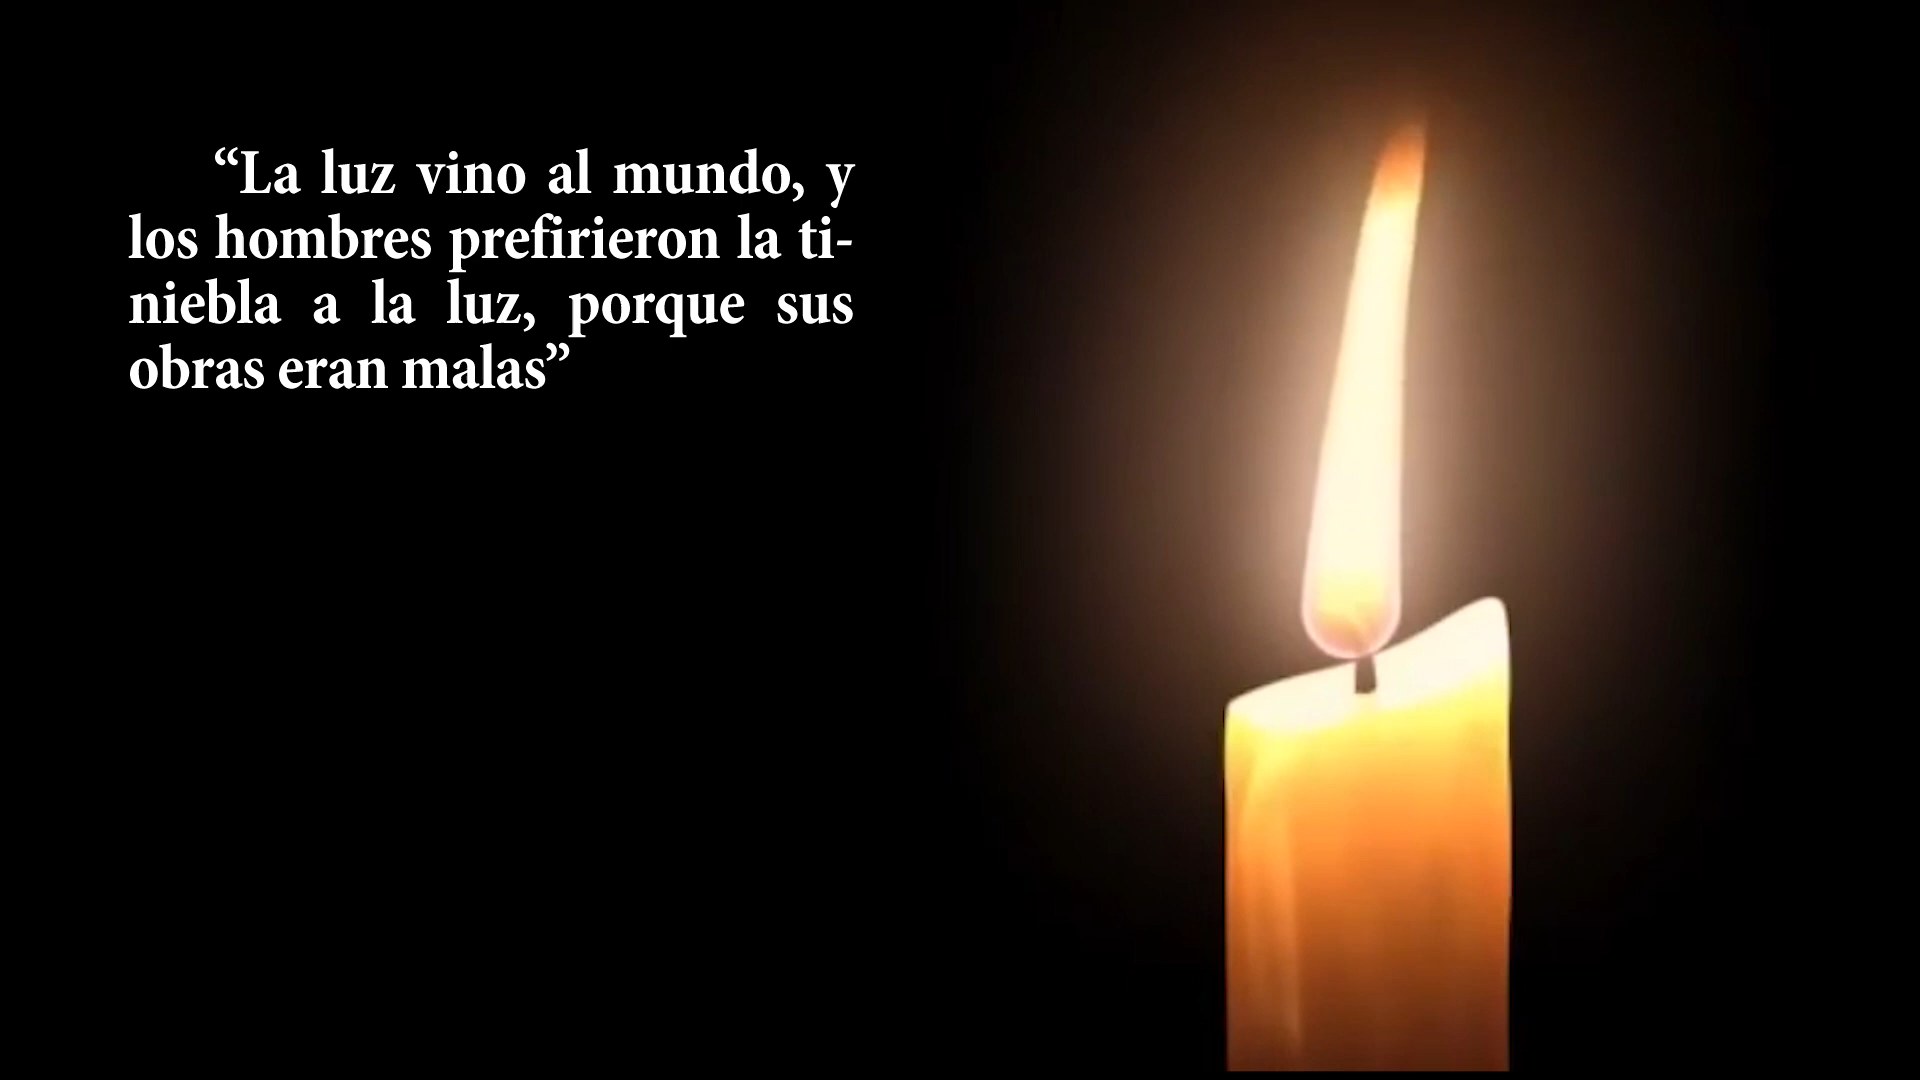 “La luz vino al mundo, y
los hombres prefirieron la ti-
niebla a la luz, porque sus
obras eran malas”